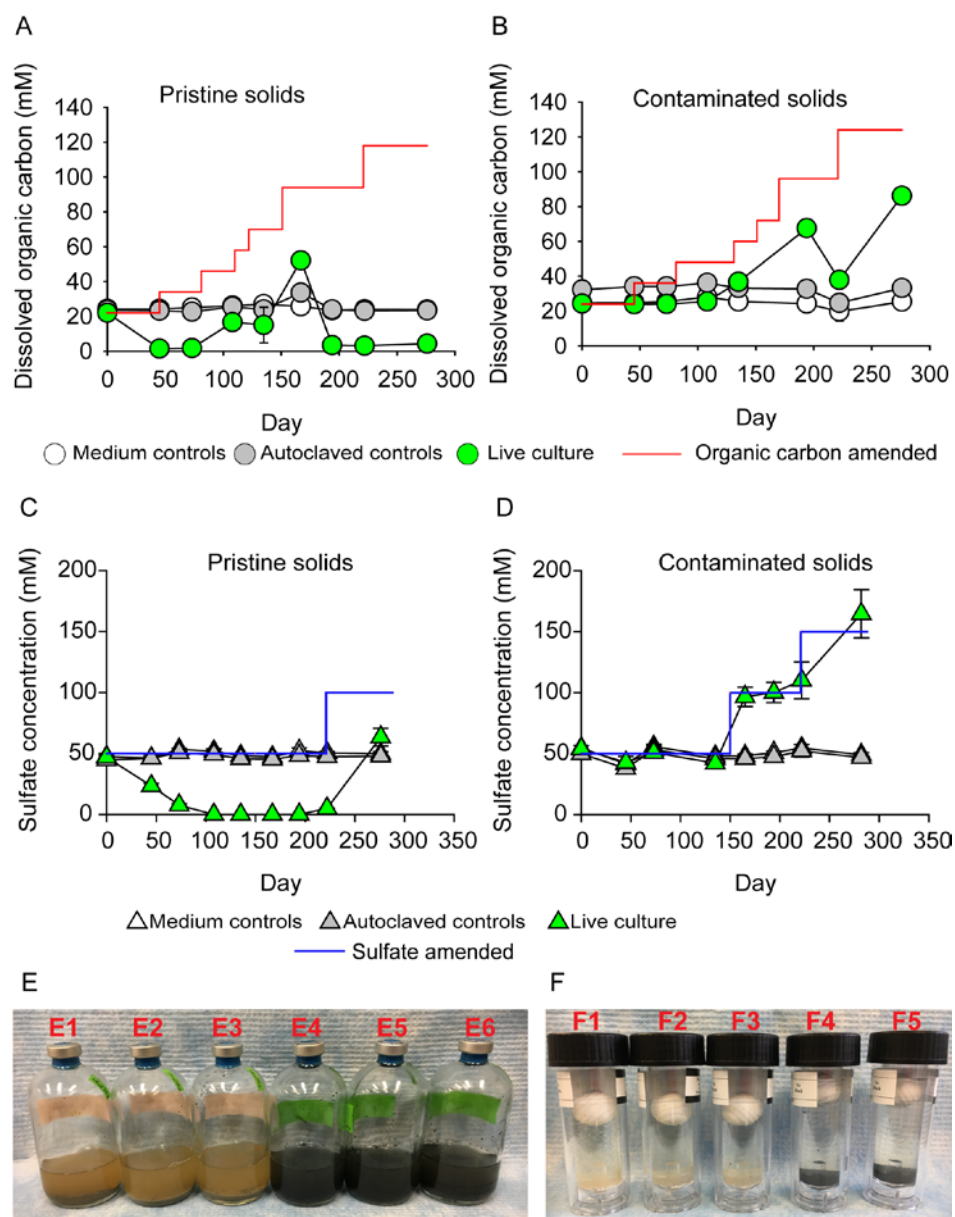 A
B
Pristine solids
Contaminated solids
Dissolved organic carbon (mM)
140
120
100
80
60
40
20
0
0 50 100 150 200 250 300
Day
Dissolved organic carbon (mM)
140
120
100
80
60
40
20
0
0 50 100 150 200 250 300
Day
Medium controls Autoclaved controls Live culture Organic carbon amended
C
D
Pristine solids
Contaminated solids
Sulfate concentration (mM)
200
150
100
50
0
0 50 100 150 200 250 300 350
Day
Sulfate concentration (mM)
200
150
100
50
0
0 50 100 150 200 250 300 350
Day
Medium controls Autoclaved controls Live culture
Sulfate amended
E
F
E1 E2 E3 E4 E5 E6
F1 F2 F3 F4 F5